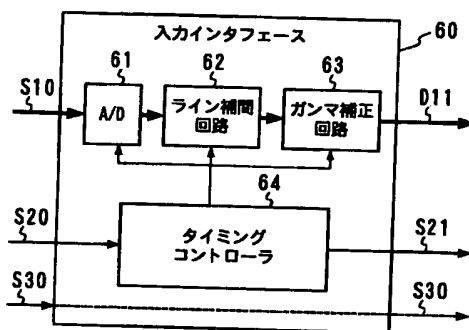 入力インタフェース
60
61
62
63
S10
A/D
ライン補間
回路
ガンマ補正
回路
D11
64
S20
タイミング
コントローラ
S21
S30
S30